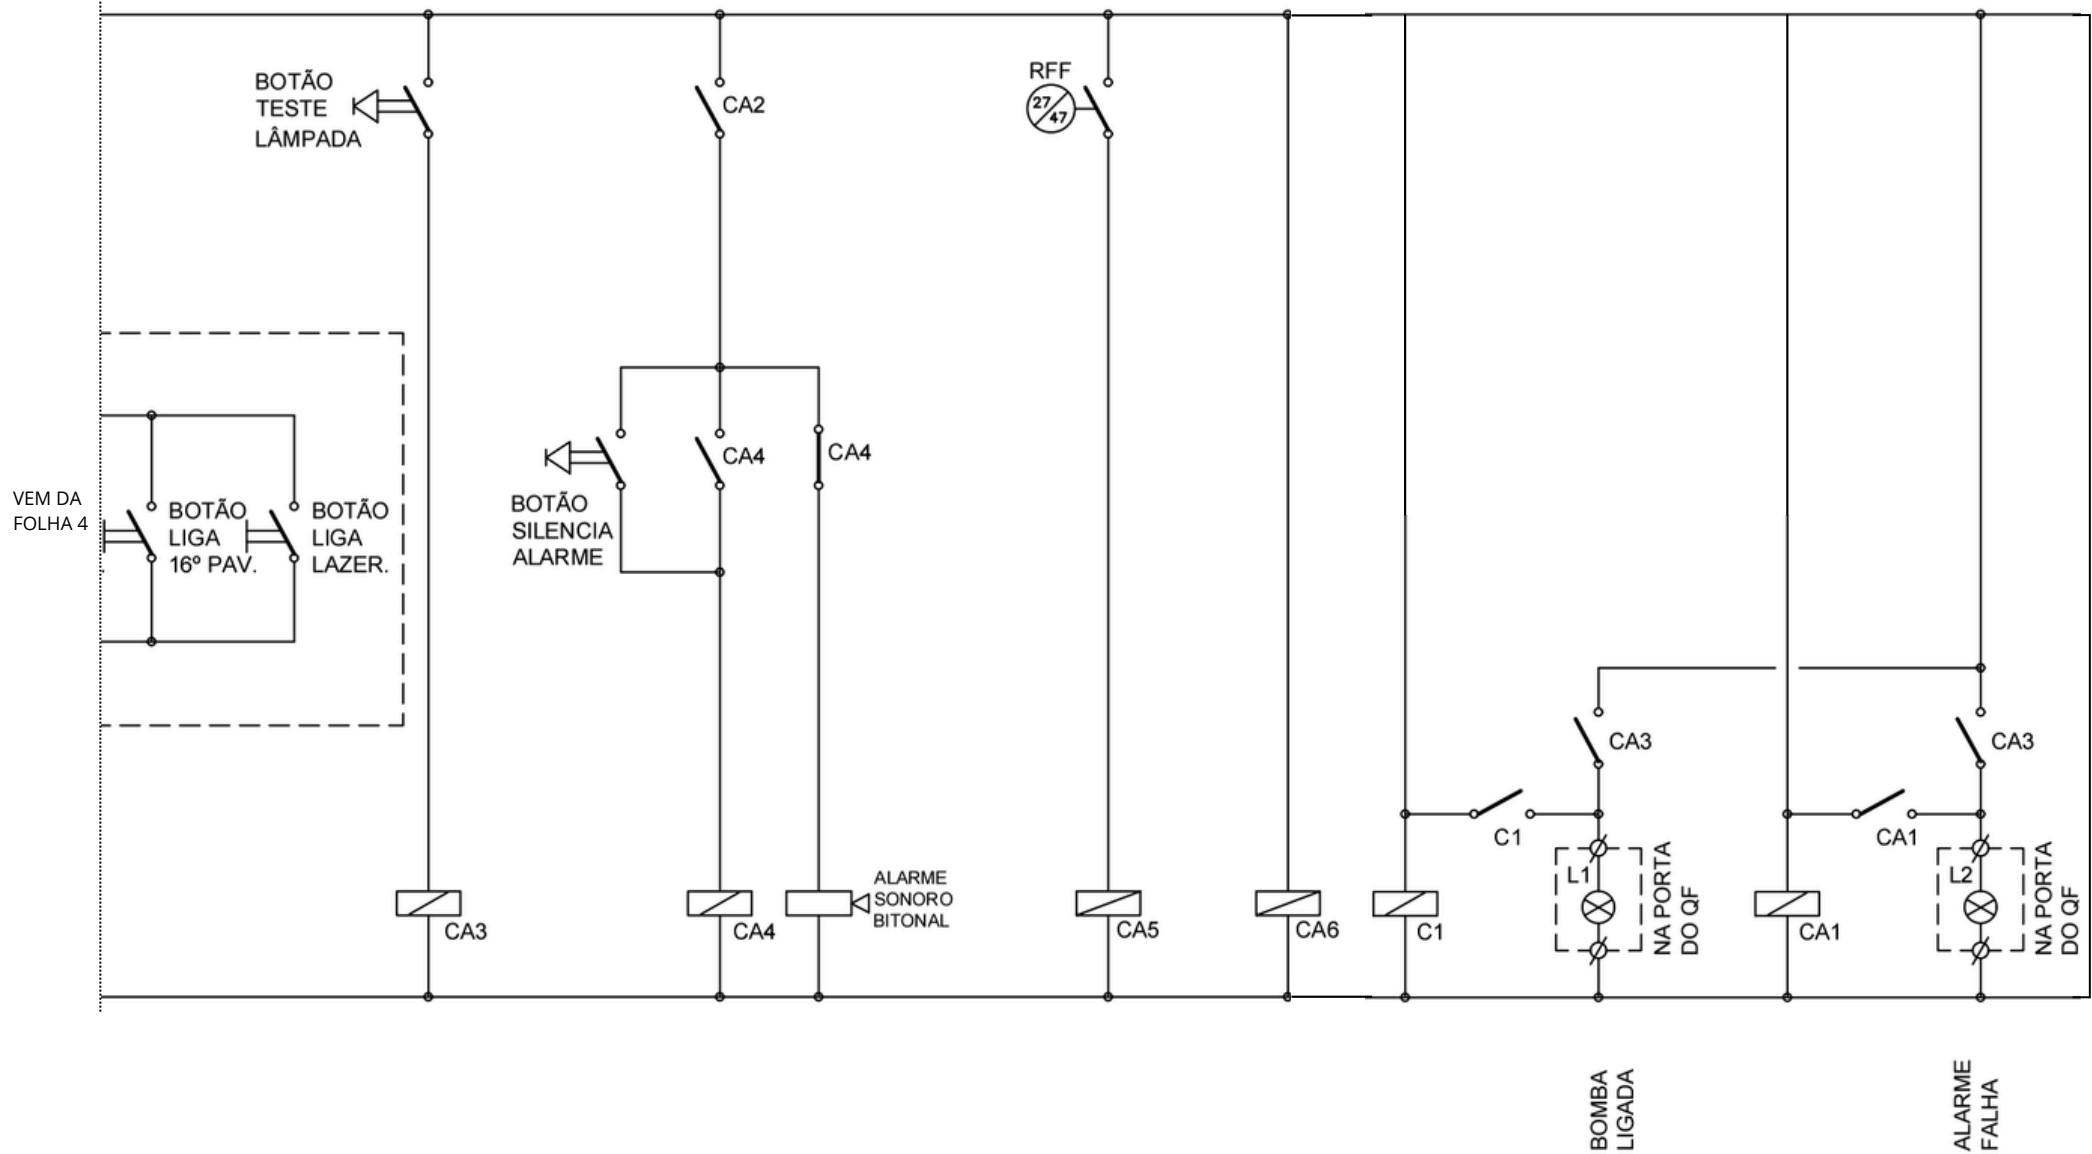 BOTÃO
TESTE
LÂMPADA
CA2
RFF
27
47
VEM DA
FOLHA 4
BOTÃO
LIGA
16º PAV.
BOTÃO
LIGA
LAZER.
BOTÃO
SILENCIA
ALARME
CA4
CA4
CA3
CA3
C1
CA1
L1
NA PORTA
DO QF
L2
NA PORTA
DO QF
CA3
CA4
ALARME
SONORO
BITONAL
CA5
CA6
C1
CA1
BOMBA
LIGADA
ALARME
FALHA